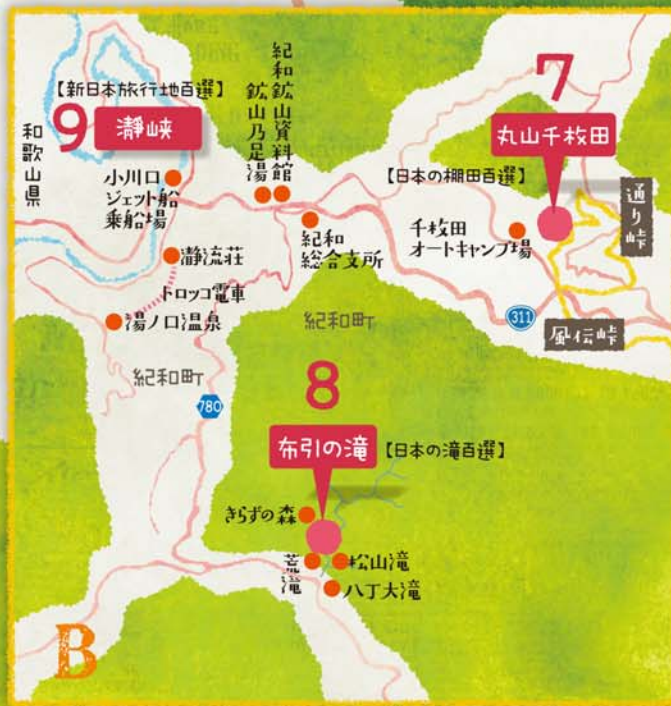 【新日本旅行地百選】
9
瀞峡
和歌山県
小川口
ジェット船
乗船場
鉱山乃足湯
紀和鉱山資料館
7
丸山千枚田
【日本の棚田百選】
千枚田
オートキャンプ場
通り峠
紀和
総合支所
瀞流荘
トロッコ電車
湯ノ口温泉
紀和町
311
風伝峠
紀和町
780
8
布引の滝
【日本の滝百選】
きらずの森
荒滝
松山滝
八丁大滝
B